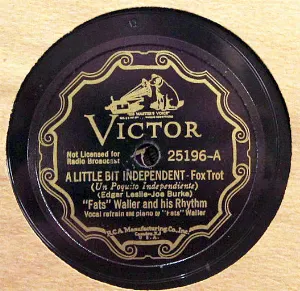 "HIS MASTER'S VOICE"
VICTOR
Not Licensed for
Radio Broadcast
25196-A
A LITTLE BIT INDEPENDENT-Fox Trot
(Un Poquito Independiente)
(Edgar Leslie-Joe Burke)
"Fats" Waller and his Rhythm
Vocal refrain and piano by "Fats" Waller
R.C.A. Manufacturing Co., Inc.
Camden, N.J.
U.S.A.